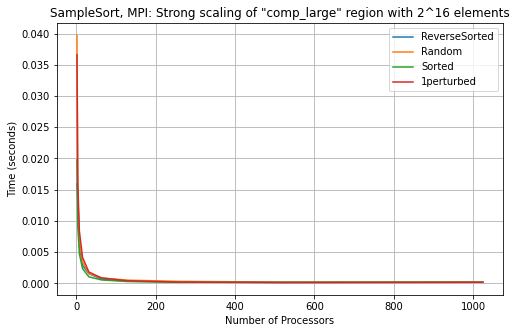 SampleSort, MPI: Strong scaling of "comp_large" region with 2^16 elements
ReverseSorted
Random
Sorted
1perturbed
Time (seconds)
0.040
0.035
0.030
0.025
0.020
0.015
0.010
0.005
0.000
0 200 400 600 800 1000
Number of Processors